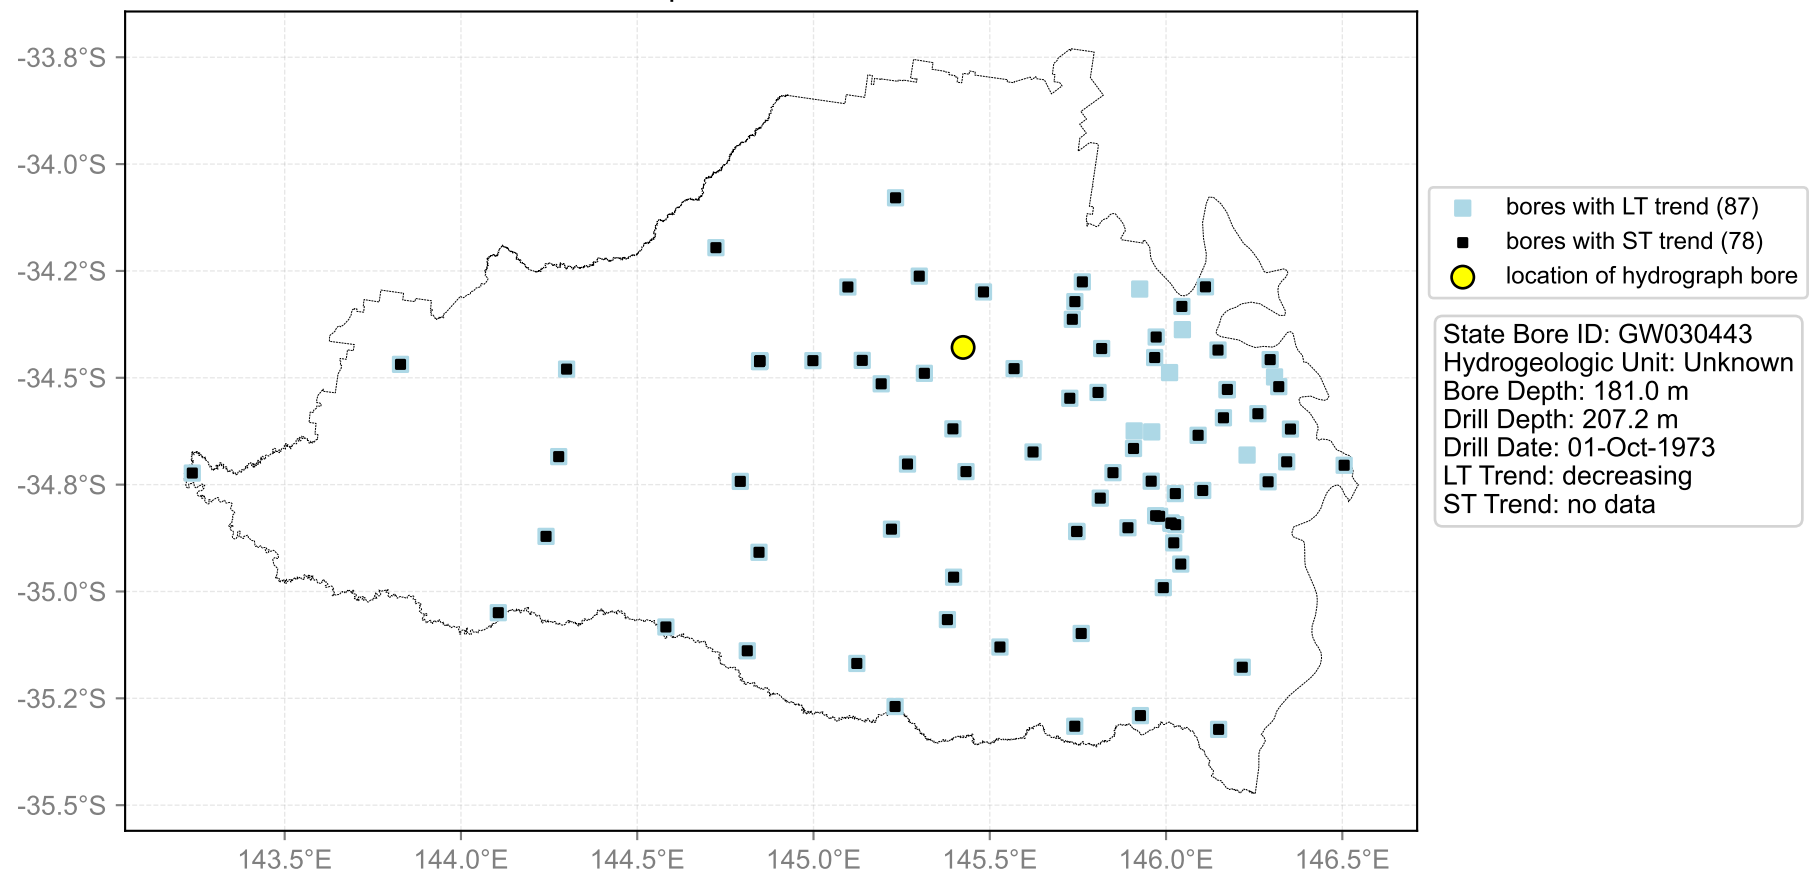 -33.8°S
-34.0°S
-34.2°S
-34.5°S
-34.8°S
-35.0°S
-35.2°S
-35.5°S
143.5°E
144.0°E
144.5°E
145.0°E
145.5°E
146.0°E
146.5°E
bores with LT trend (87)
bores with ST trend (78)
location of hydrograph bore
State Bore ID: GW030443
Hydrogeologic Unit: Unknown
Bore Depth: 181.0 m
Drill Depth: 207.2 m
Drill Date: 01-Oct-1973
LT Trend: decreasing
ST Trend: no data